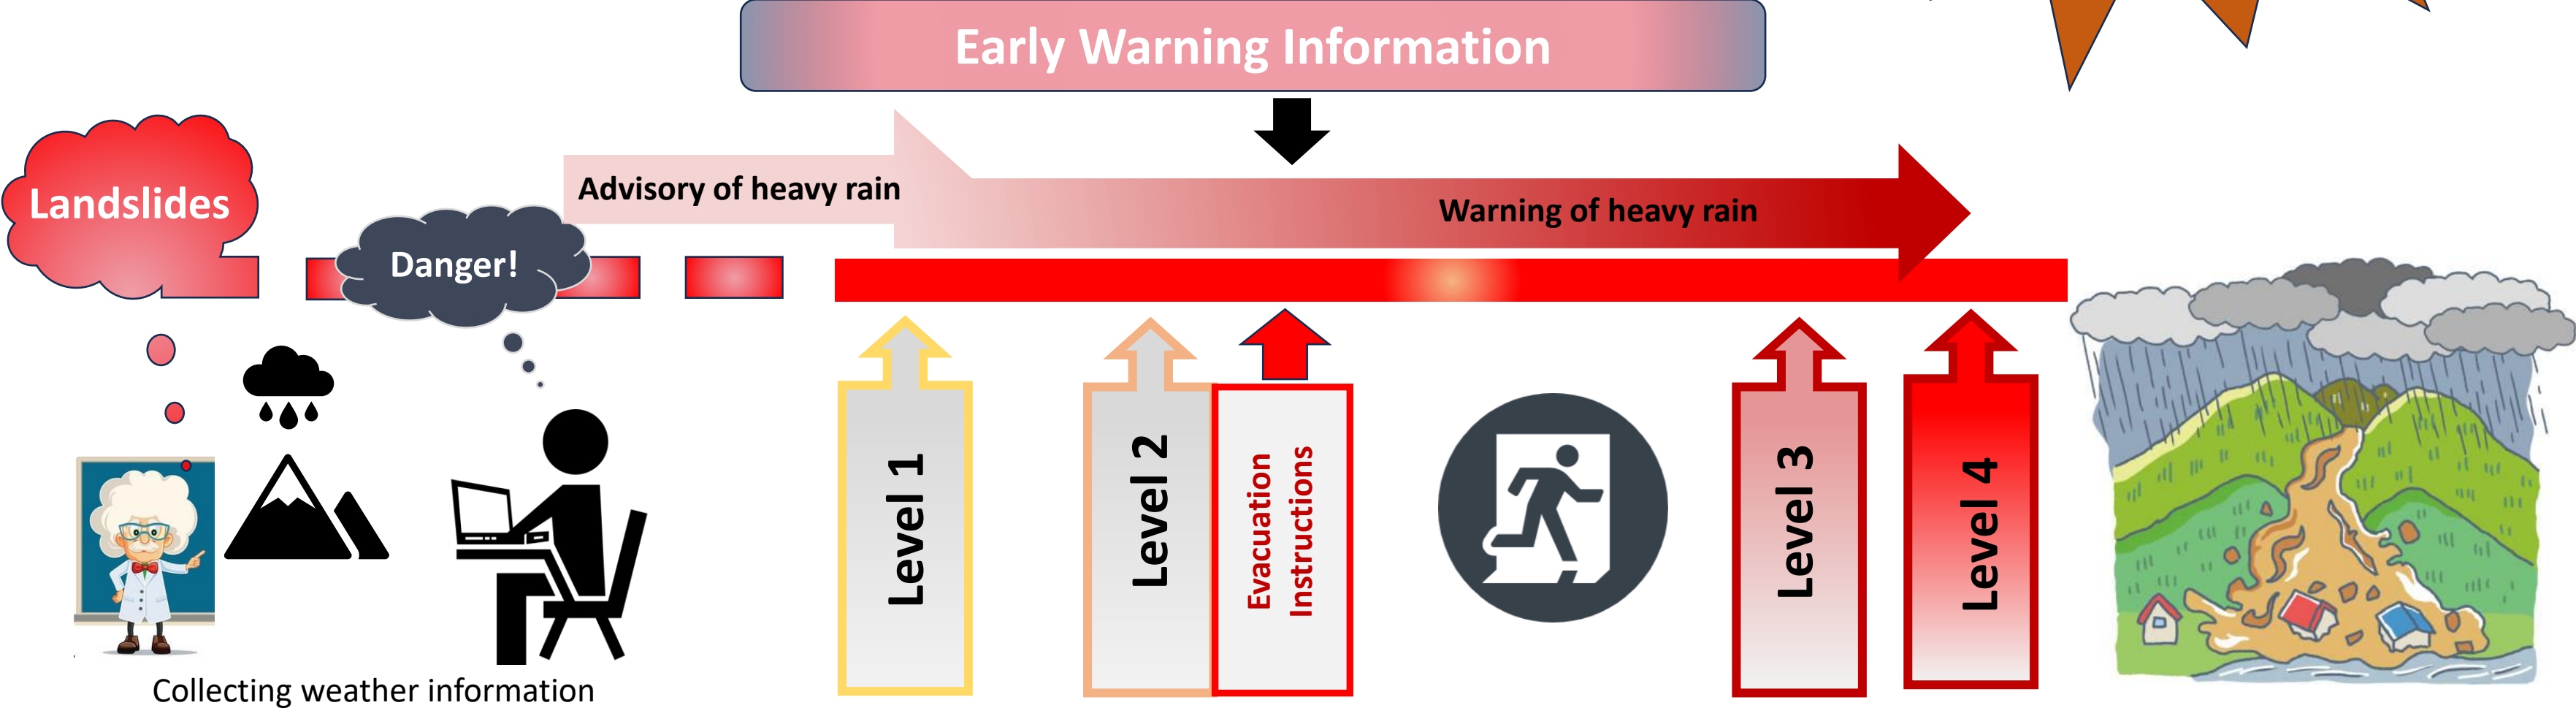 Early Warning Information
Landslides
Advisory of heavy rain
Warning of heavy rain
Danger!
Level 1
Level 2
Evacuation
Instructions
Level 3
Level 4
Collecting weather information